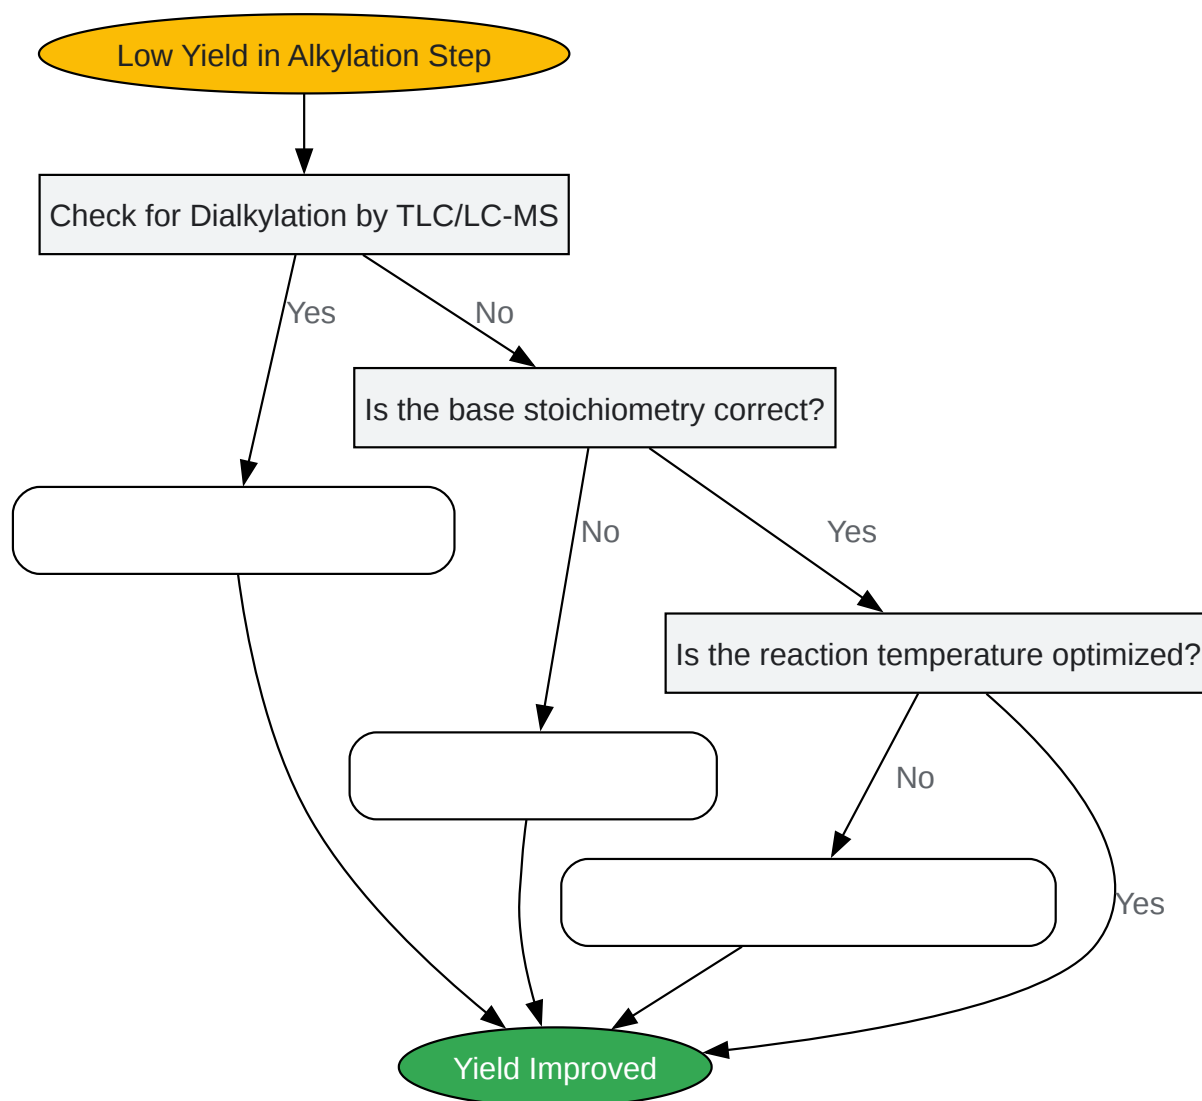 Low Yield in Alkylation Step
Check for Dialkylation by TLC/LC-MS
Yes
No
Is the base stoichiometry correct?
No
Yes
Is the reaction temperature optimized?
No
Yes
Yield Improved